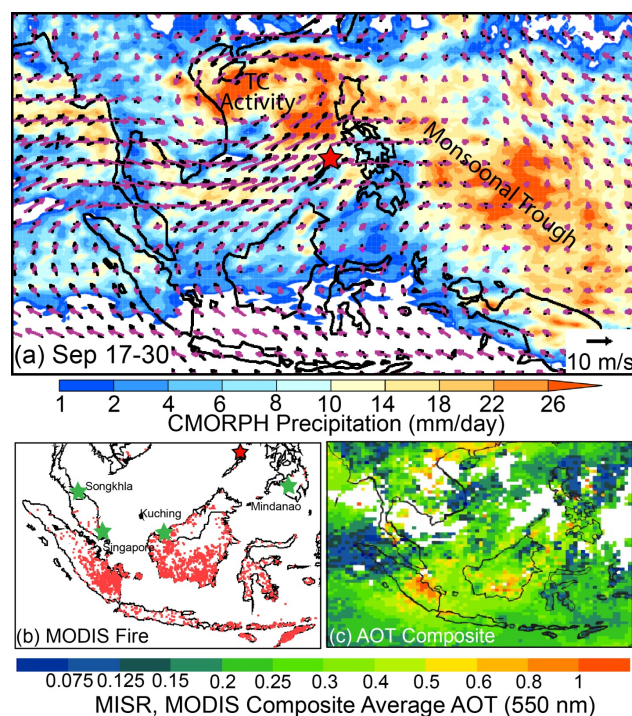 TC
Activity
Monsoonal Trough
(a) Sep 17-30
10 m/s
1 2 4 6 8 10 14 18 22 26
CMORPH Precipitation (mm/day)
Songkhla
Mindanao
Kuching
Singapore
(b) MODIS Fire
(c) AOT Composite
0.075 0.125 0.15 0.2 0.25 0.3 0.4 0.5 0.6 0.8 1
MISR, MODIS Composite Average AOT (550 nm)